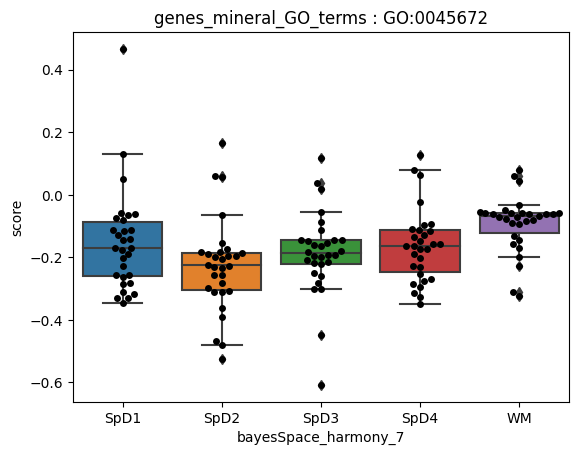 genes_mineral_GO_terms : GO:0045672
score
0.4
0.2
0.0
−0.2
−0.4
−0.6
SpD1 SpD2 SpD3 SpD4 WM
bayesSpace_harmony_7